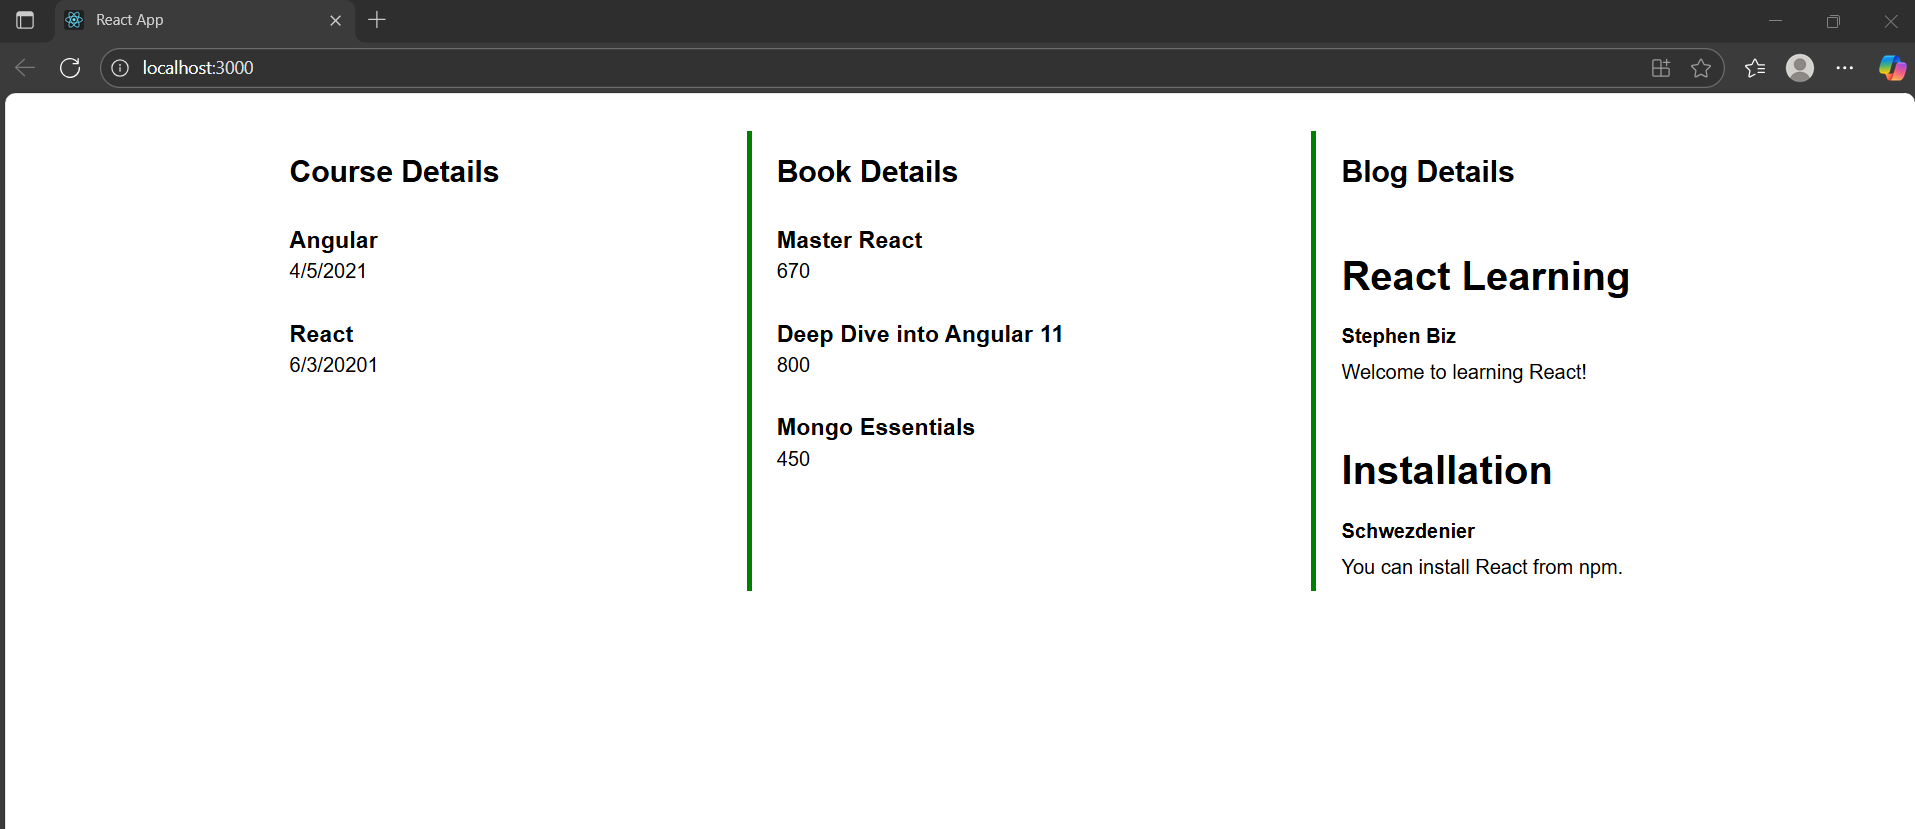 React App
localhost:3000
Course Details
Angular
4/5/2021
React
6/3/20201
Book Details
Master React
670
Deep Dive into Angular 11
800
Mongo Essentials
450
Blog Details
React Learning
Stephen Biz
Welcome to learning React!
Installation
Schwezdenier
You can install React from npm.